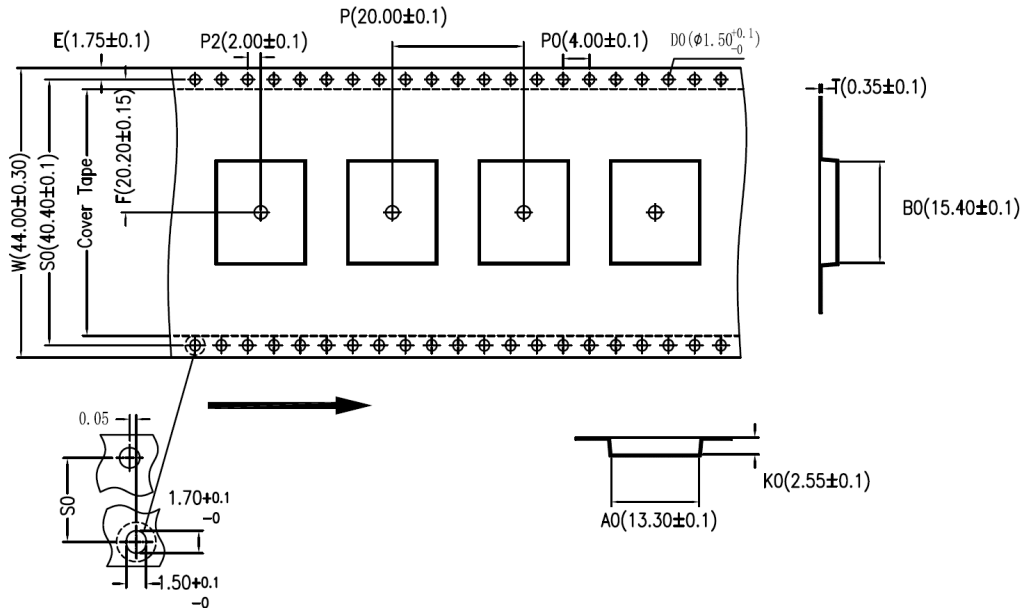 P(20.00±0.1)
E(1.75±0.1)
P2(2.00±0.1)
P0(4.00±0.1)
D0(ϕ1.50+0.1 -0)
T(0.35±0.1)
W(44.00±0.30)
S0(40.40±0.1)
Cover Tape
F(20.20±0.15)
B0(15.40±0.1)
0.05
S0
1.70+0.1 -0
1.50+0.1 -0
K0(2.55±0.1)
A0(13.30±0.1)